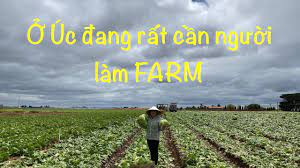 Ở Úc đang rất cần người
làm FARM